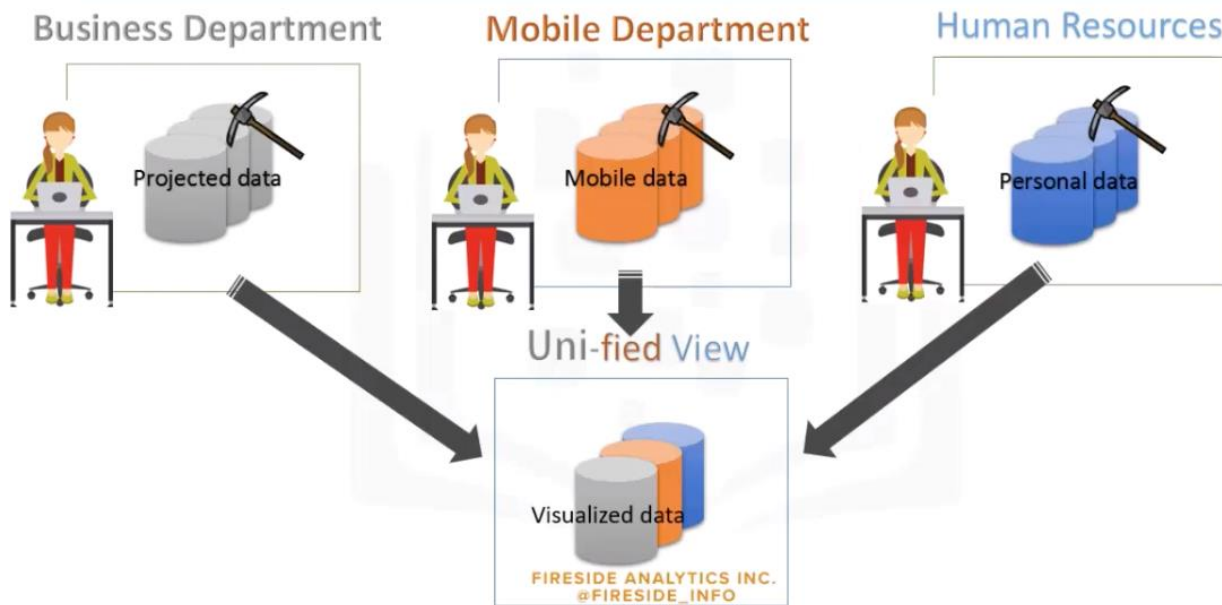 Business Department
Mobile Department
Human Resources
Projected data
Mobile data
Personal data
Uni-fied View
Visualized data
FIRESIDE ANALYTICS INC.
@FIRESIDE_INFO